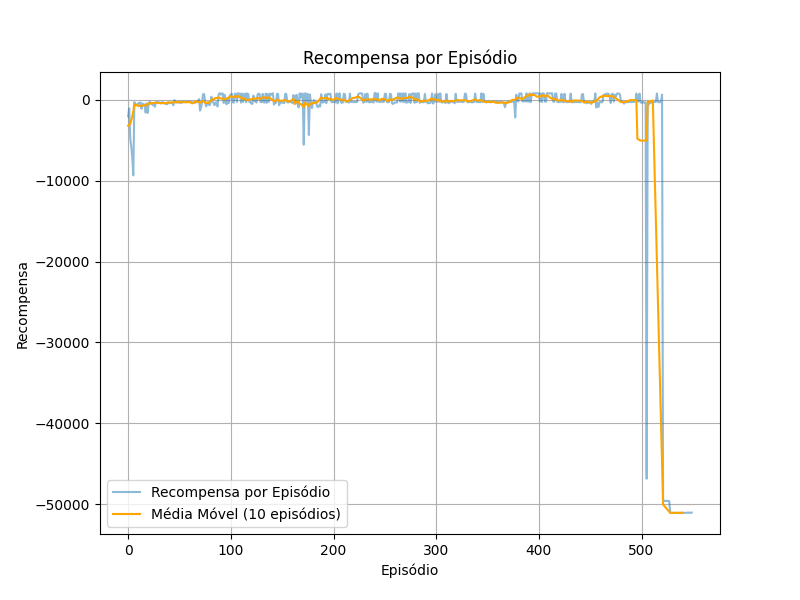 Recompensa por Episódio
Recompensa
0
−10000
−20000
−30000
−40000
−50000
Recompensa por Episódio
Média Móvel (10 episódios)
0
100
200
300
400
500
Episódio